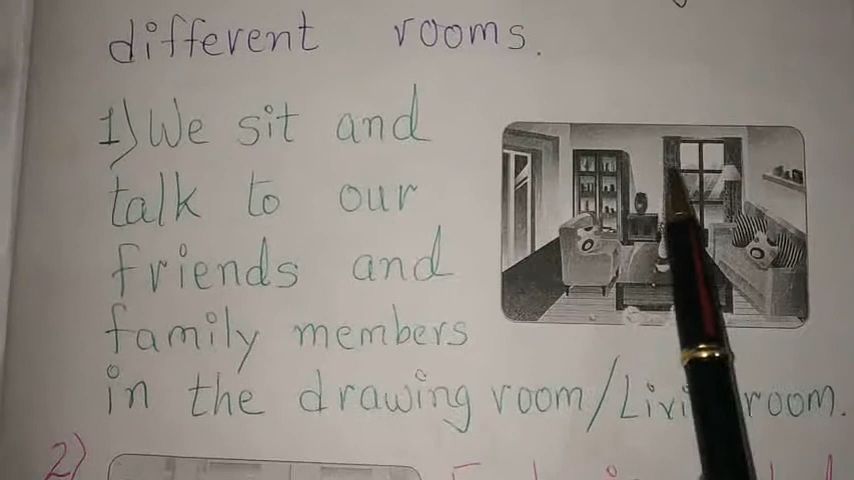 different rooms.
1) We sit and
talk to our
friends and
family members
in the drawing room/Livi room.
2)